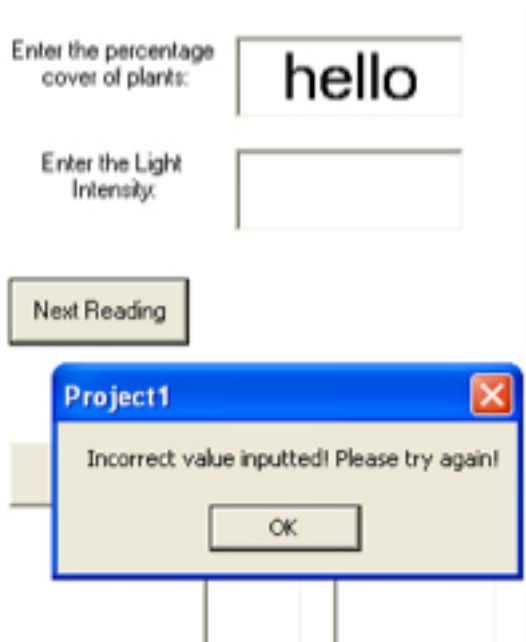 Enter the percentage
cover of plants:
hello
Enter the Light
Intensity:
Next Reading
Project1
Incorrect value inputted! Please try again!
OK